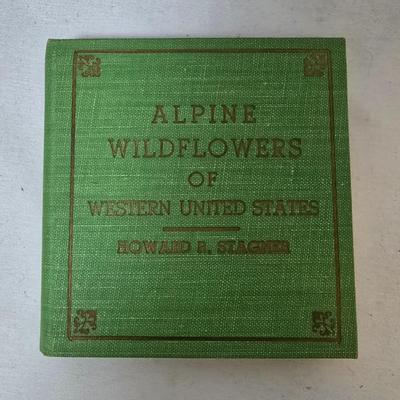 ALPINE
WILDFLOWERS
OF
WESTERN UNITED STATES
HOWARD R. STAGNER